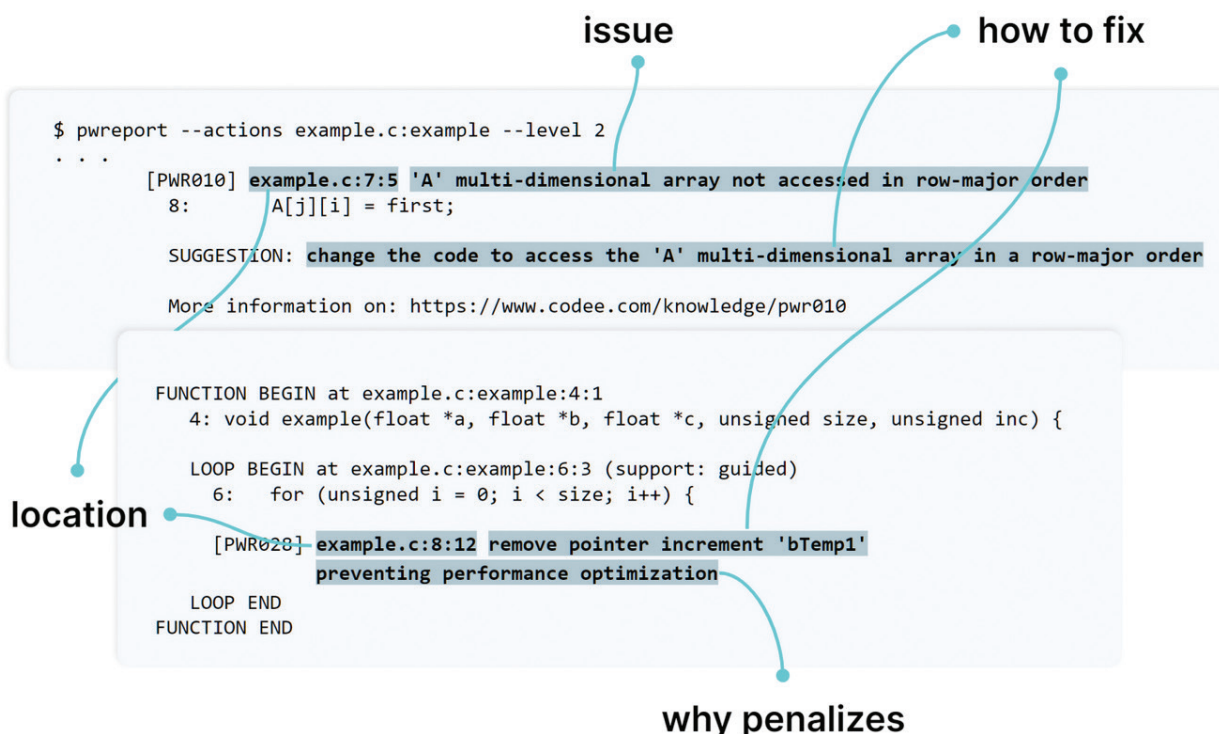 issue
how to fix
$ pwreport --actions example.c:example --level 2
. . .
[PWR010] example.c:7:5 'A' multi-dimensional array not accessed in row-major order
8: A[j][i] = first;
SUGGESTION: change the code to access the 'A' multi-dimensional array in a row-major order
More information on: https://www.codee.com/knowledge/pwr010
FUNCTION BEGIN at example.c:example:4:1
4: void example(float *a, float *b, float *c, unsigned size, unsigned inc) {
LOOP BEGIN at example.c:example:6:3 (support: guided)
6: for (unsigned i = 0; i < size; i++) {
location
[PWR028] example.c:8:12 remove pointer increment 'bTemp1'
preventing performance optimization
LOOP END
FUNCTION END
why penalizes